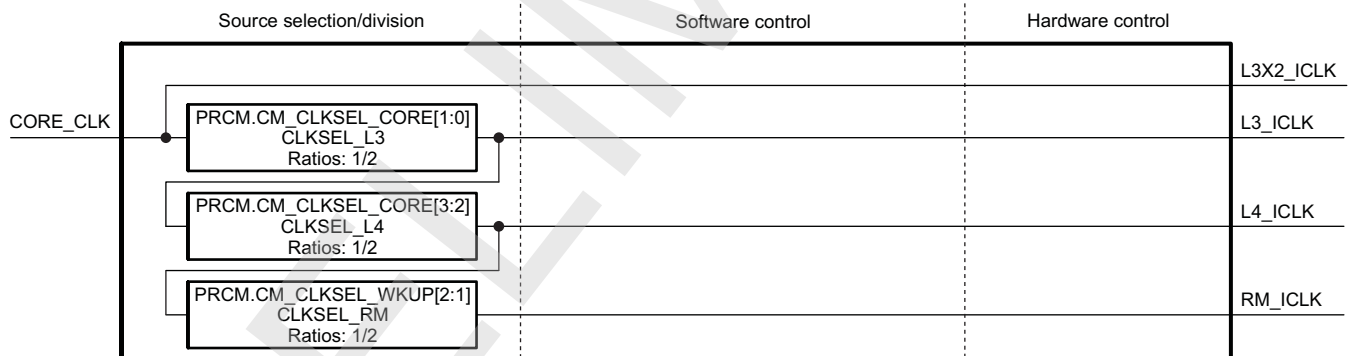 Source selection/division
Software control
Hardware control
L3X2_ICLK
CORE_CLK
PRCM.CM_CLKSEL_CORE[1:0]
CLKSEL_L3
Ratios: 1/2
L3_ICLK
PRCM.CM_CLKSEL_CORE[3:2]
CLKSEL_L4
Ratios: 1/2
L4_ICLK
PRCM.CM_CLKSEL_WKUP[2:1]
CLKSEL_RM
Ratios: 1/2
RM_ICLK